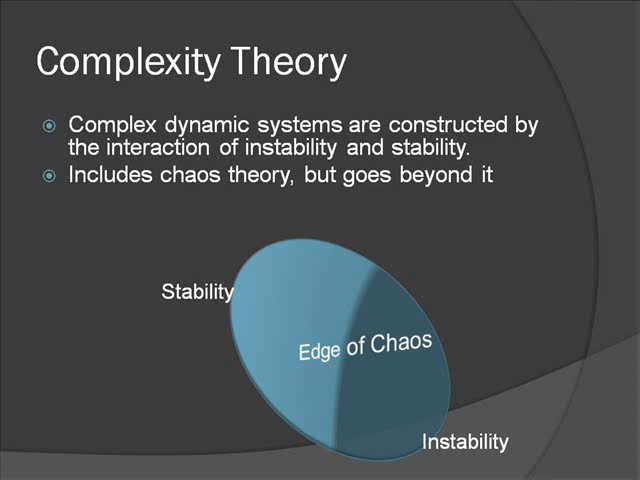 Complexity Theory
Complex dynamic systems are constructed by
the interaction of instability and stability.
Includes chaos theory, but goes beyond it
Stability
Edge of Chaos
Instability